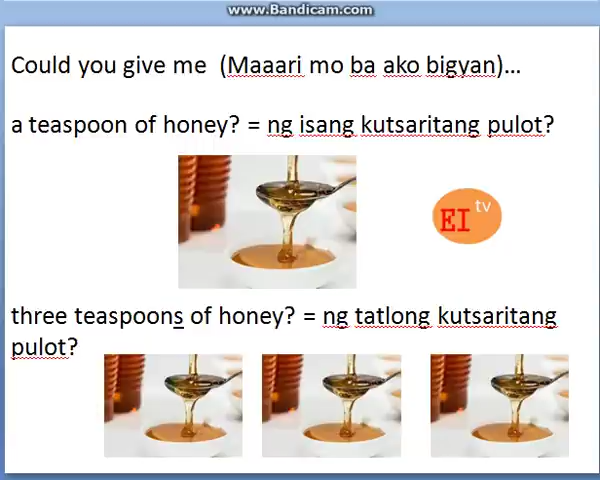 www.Bandicam.com
Could you give me (Maaari mo ba ako bigyan)...
a teaspoon of honey? = ng isang kutsaritang pulot?
EI tv
three teaspoons of honey? = ng tatlong kutsaritang
pulot?